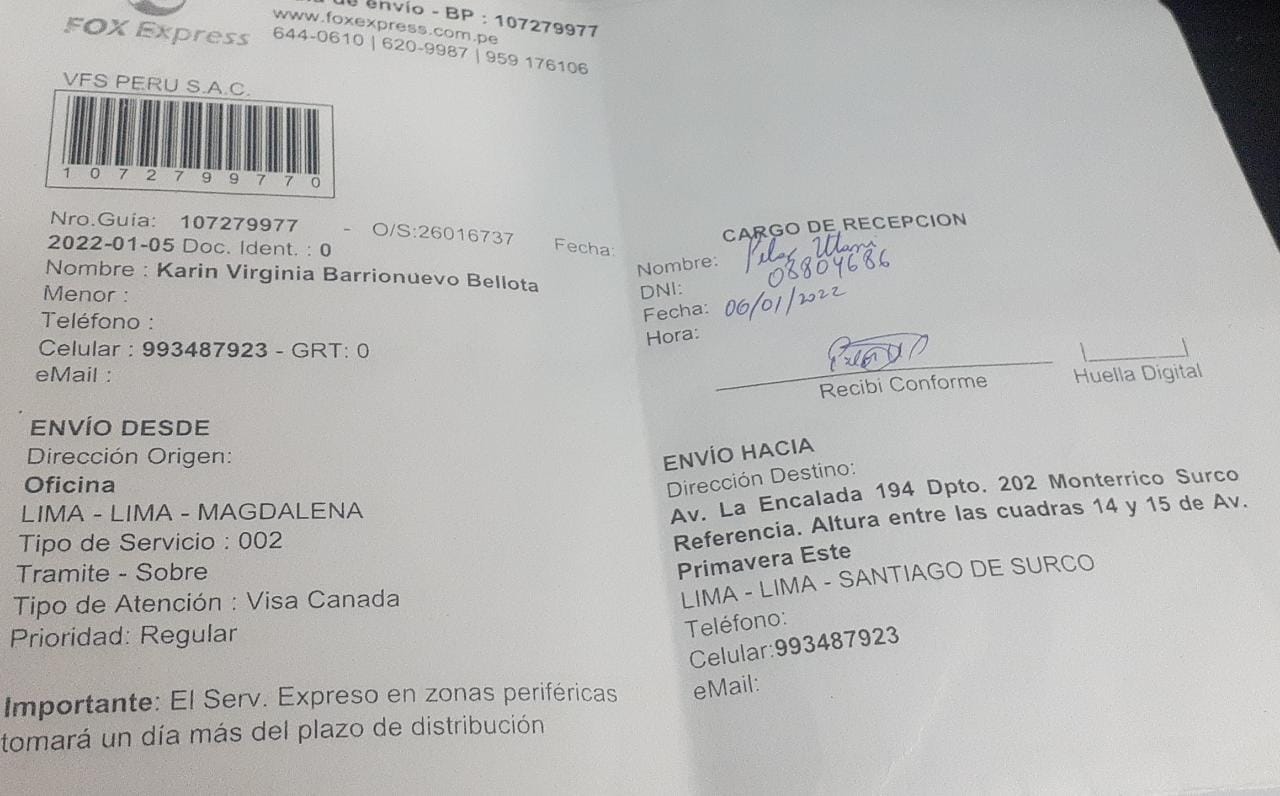 de envío - BP : 107279977
FOX Express
www.foxexpress.com.pe
644-0610 | 620-9987 | 959 176106
VFS PERU S.A.C.
1 0 7 2 7 9 9 7 7 0
Nro.Guía: 107279977 - O/S:26016737 Fecha:
2022-01-05 Doc. Ident. : 0
Nombre : Karin Virginia Barrionuevo Bellota
Menor :
Teléfono :
Celular : 993487923 - GRT: 0
eMail :
ENVÍO DESDE
Dirección Origen:
Oficina
LIMA - LIMA - MAGDALENA
Tipo de Servicio : 002
Tramite - Sobre
Tipo de Atención : Visa Canada
Prioridad: Regular
Importante: El Serv. Expreso en zonas periféricas
tomará un día más del plazo de distribución
CARGO DE RECEPCION
Nombre: Pilar
DNI: 08804686
Fecha: 06/01/2022
Hora:
Recibi Conforme
Huella Digital
ENVÍO HACIA
Dirección Destino:
Av. La Encalada 194 Dpto. 202 Monterrico Surco
Referencia. Altura entre las cuadras 14 y 15 de Av.
Primavera Este
LIMA - LIMA - SANTIAGO DE SURCO
Teléfono:
Celular:993487923
eMail: